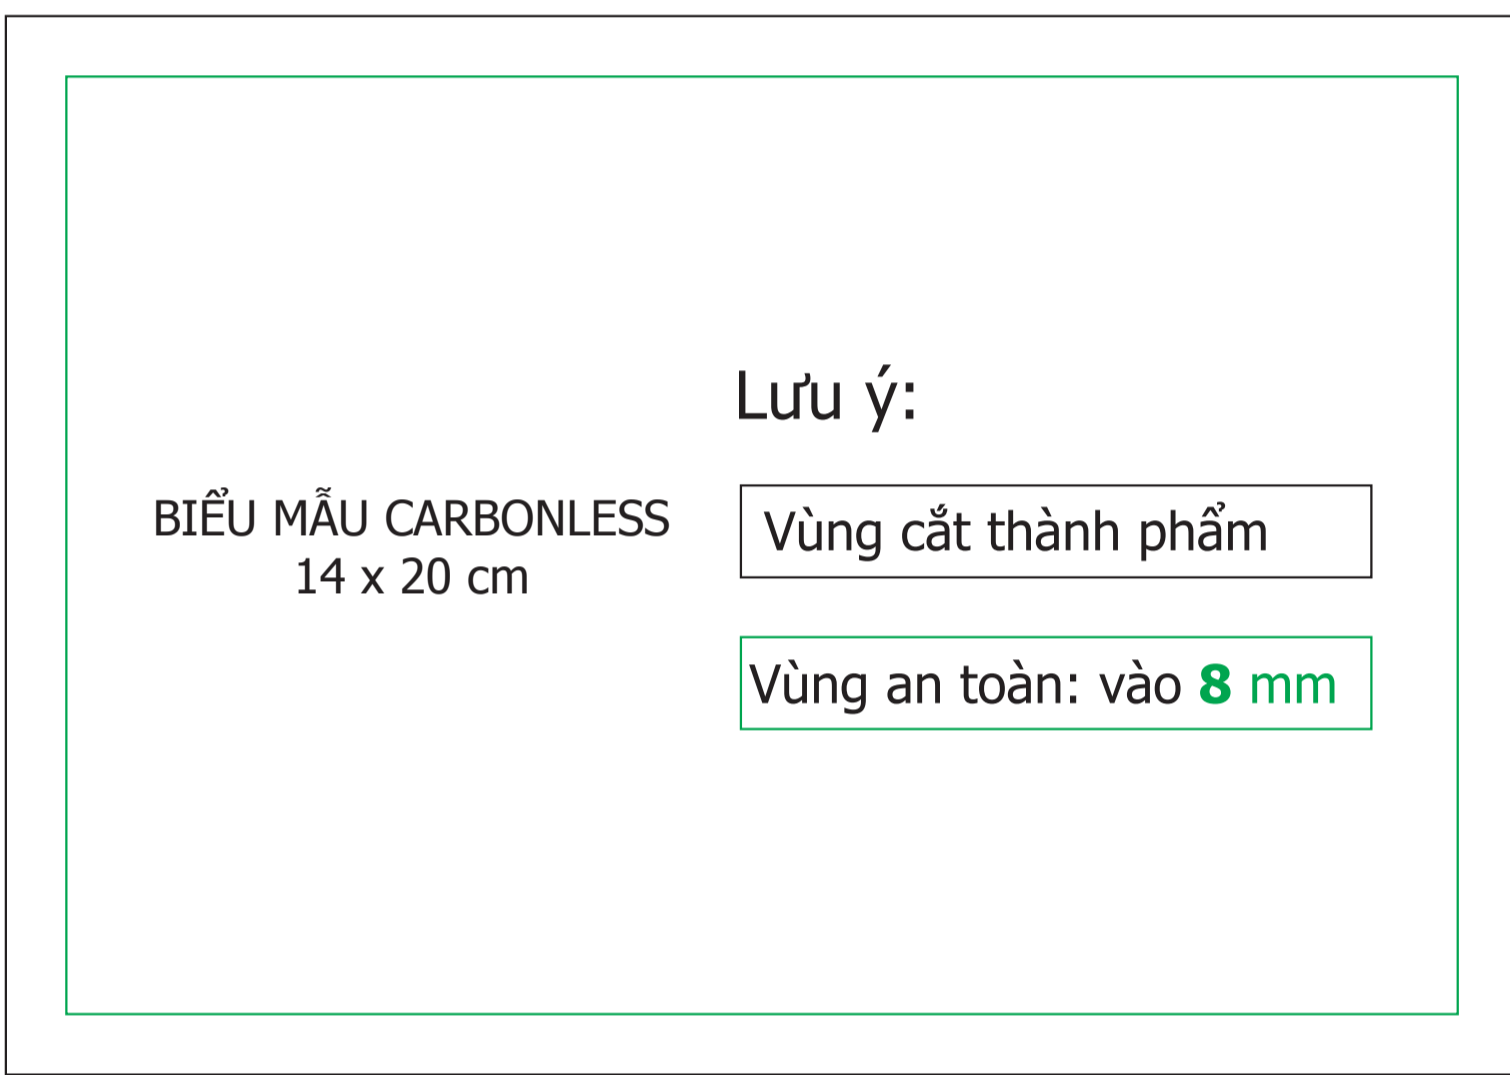 BIỂU MẪU CARBONLESS
14 x 20 cm
Lưu ý:
Vùng cắt thành phẩm
Vùng an toàn: vào 8 mm